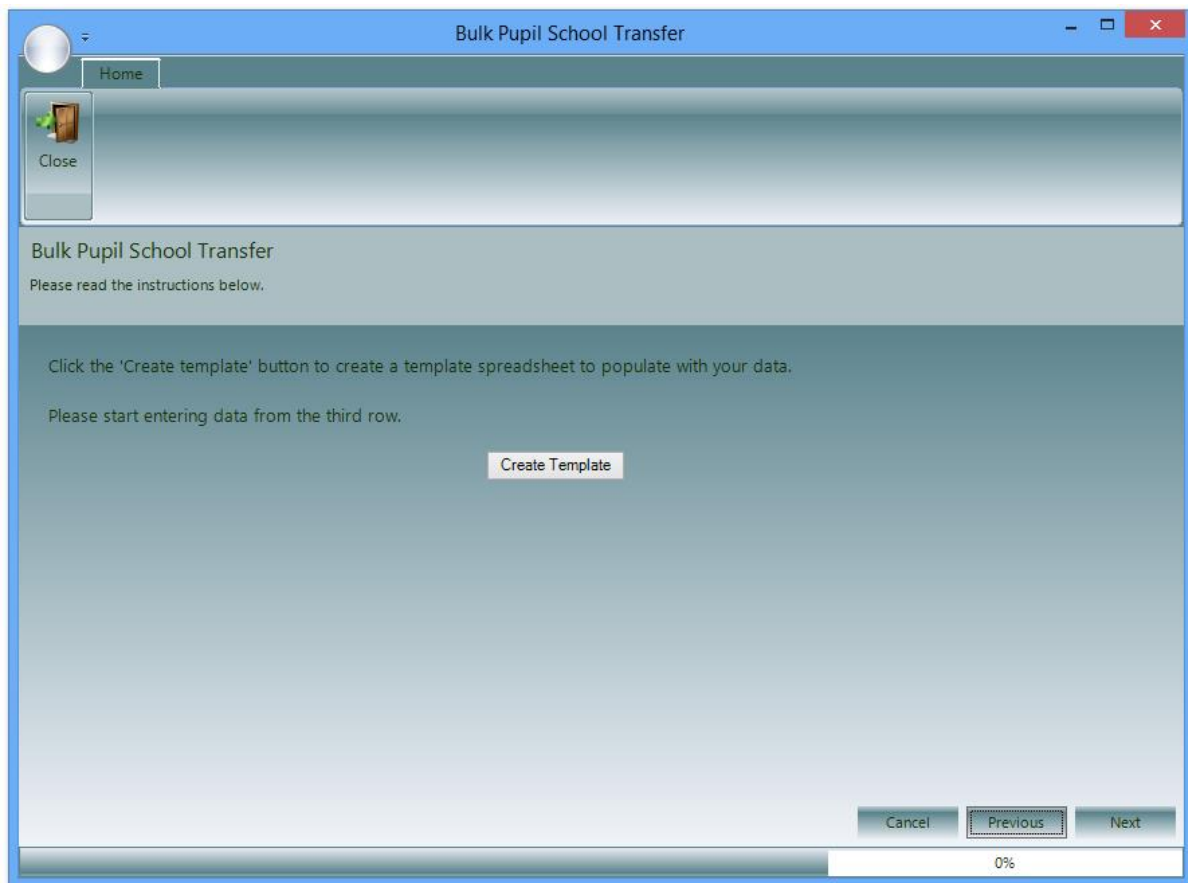 Bulk Pupil School Transfer
Home
Close
Bulk Pupil School Transfer
Please read the instructions below.
Click the 'Create template' button to create a template spreadsheet to populate with your data.
Please start entering data from the third row.
Create Template
Cancel Previous Next
0%